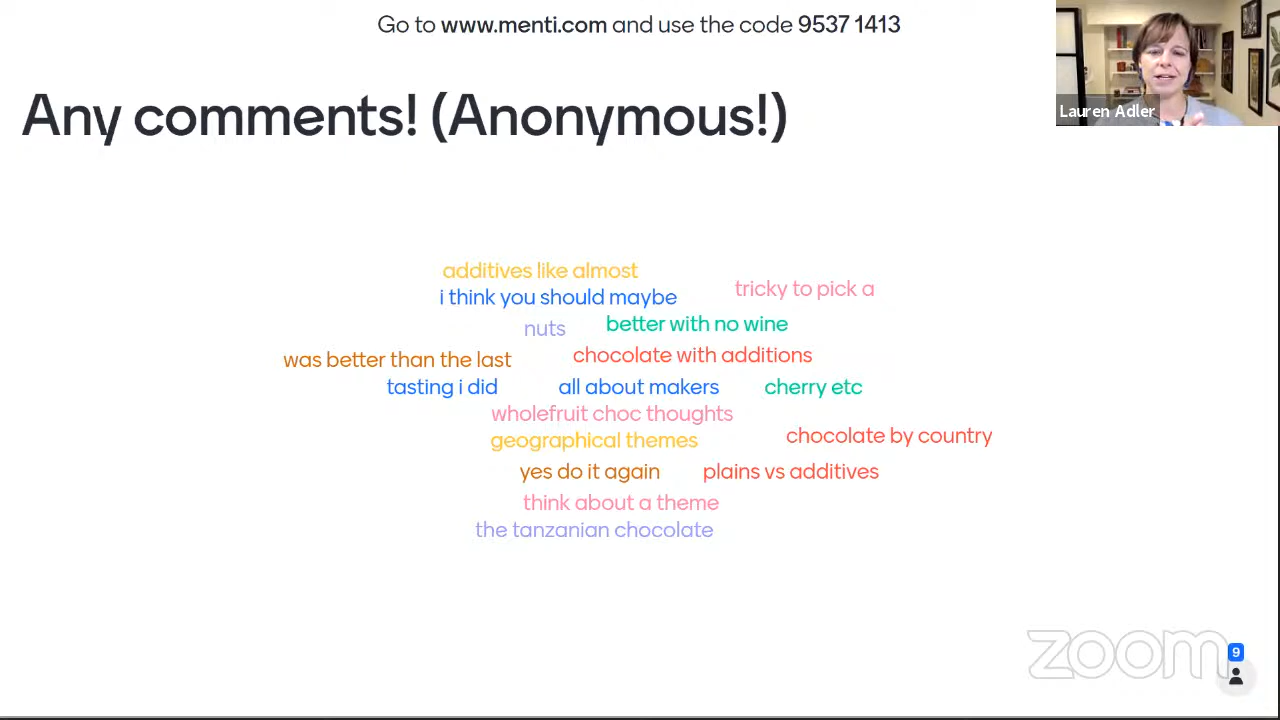 Go to www.menti.com and use the code 9537 1413
Lauren Adler
Any comments! (Anonymous!)
additives like almost
tricky to pick a
i think you should maybe
nuts
better with no wine
was better than the last
chocolate with additions
tasting i did
all about makers
cherry etc
wholefruit choc thoughts
geographical themes
chocolate by country
yes do it again
plains vs additives
think about a theme
the tanzanian chocolate
zoom
9